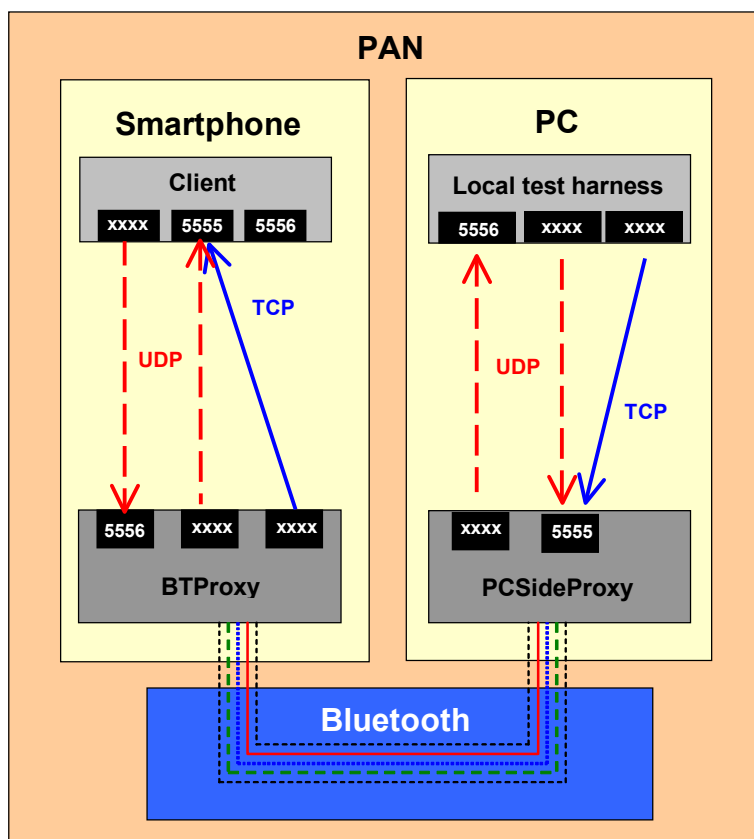 PAN
Smartphone
Client
xxxx 5555 5556
UDP
TCP
5556 xxxx xxxx
BTProxy
PC
Local test harness
5556 xxxx xxxx
UDP
TCP
xxxx 5555
PCSideProxy
Bluetooth